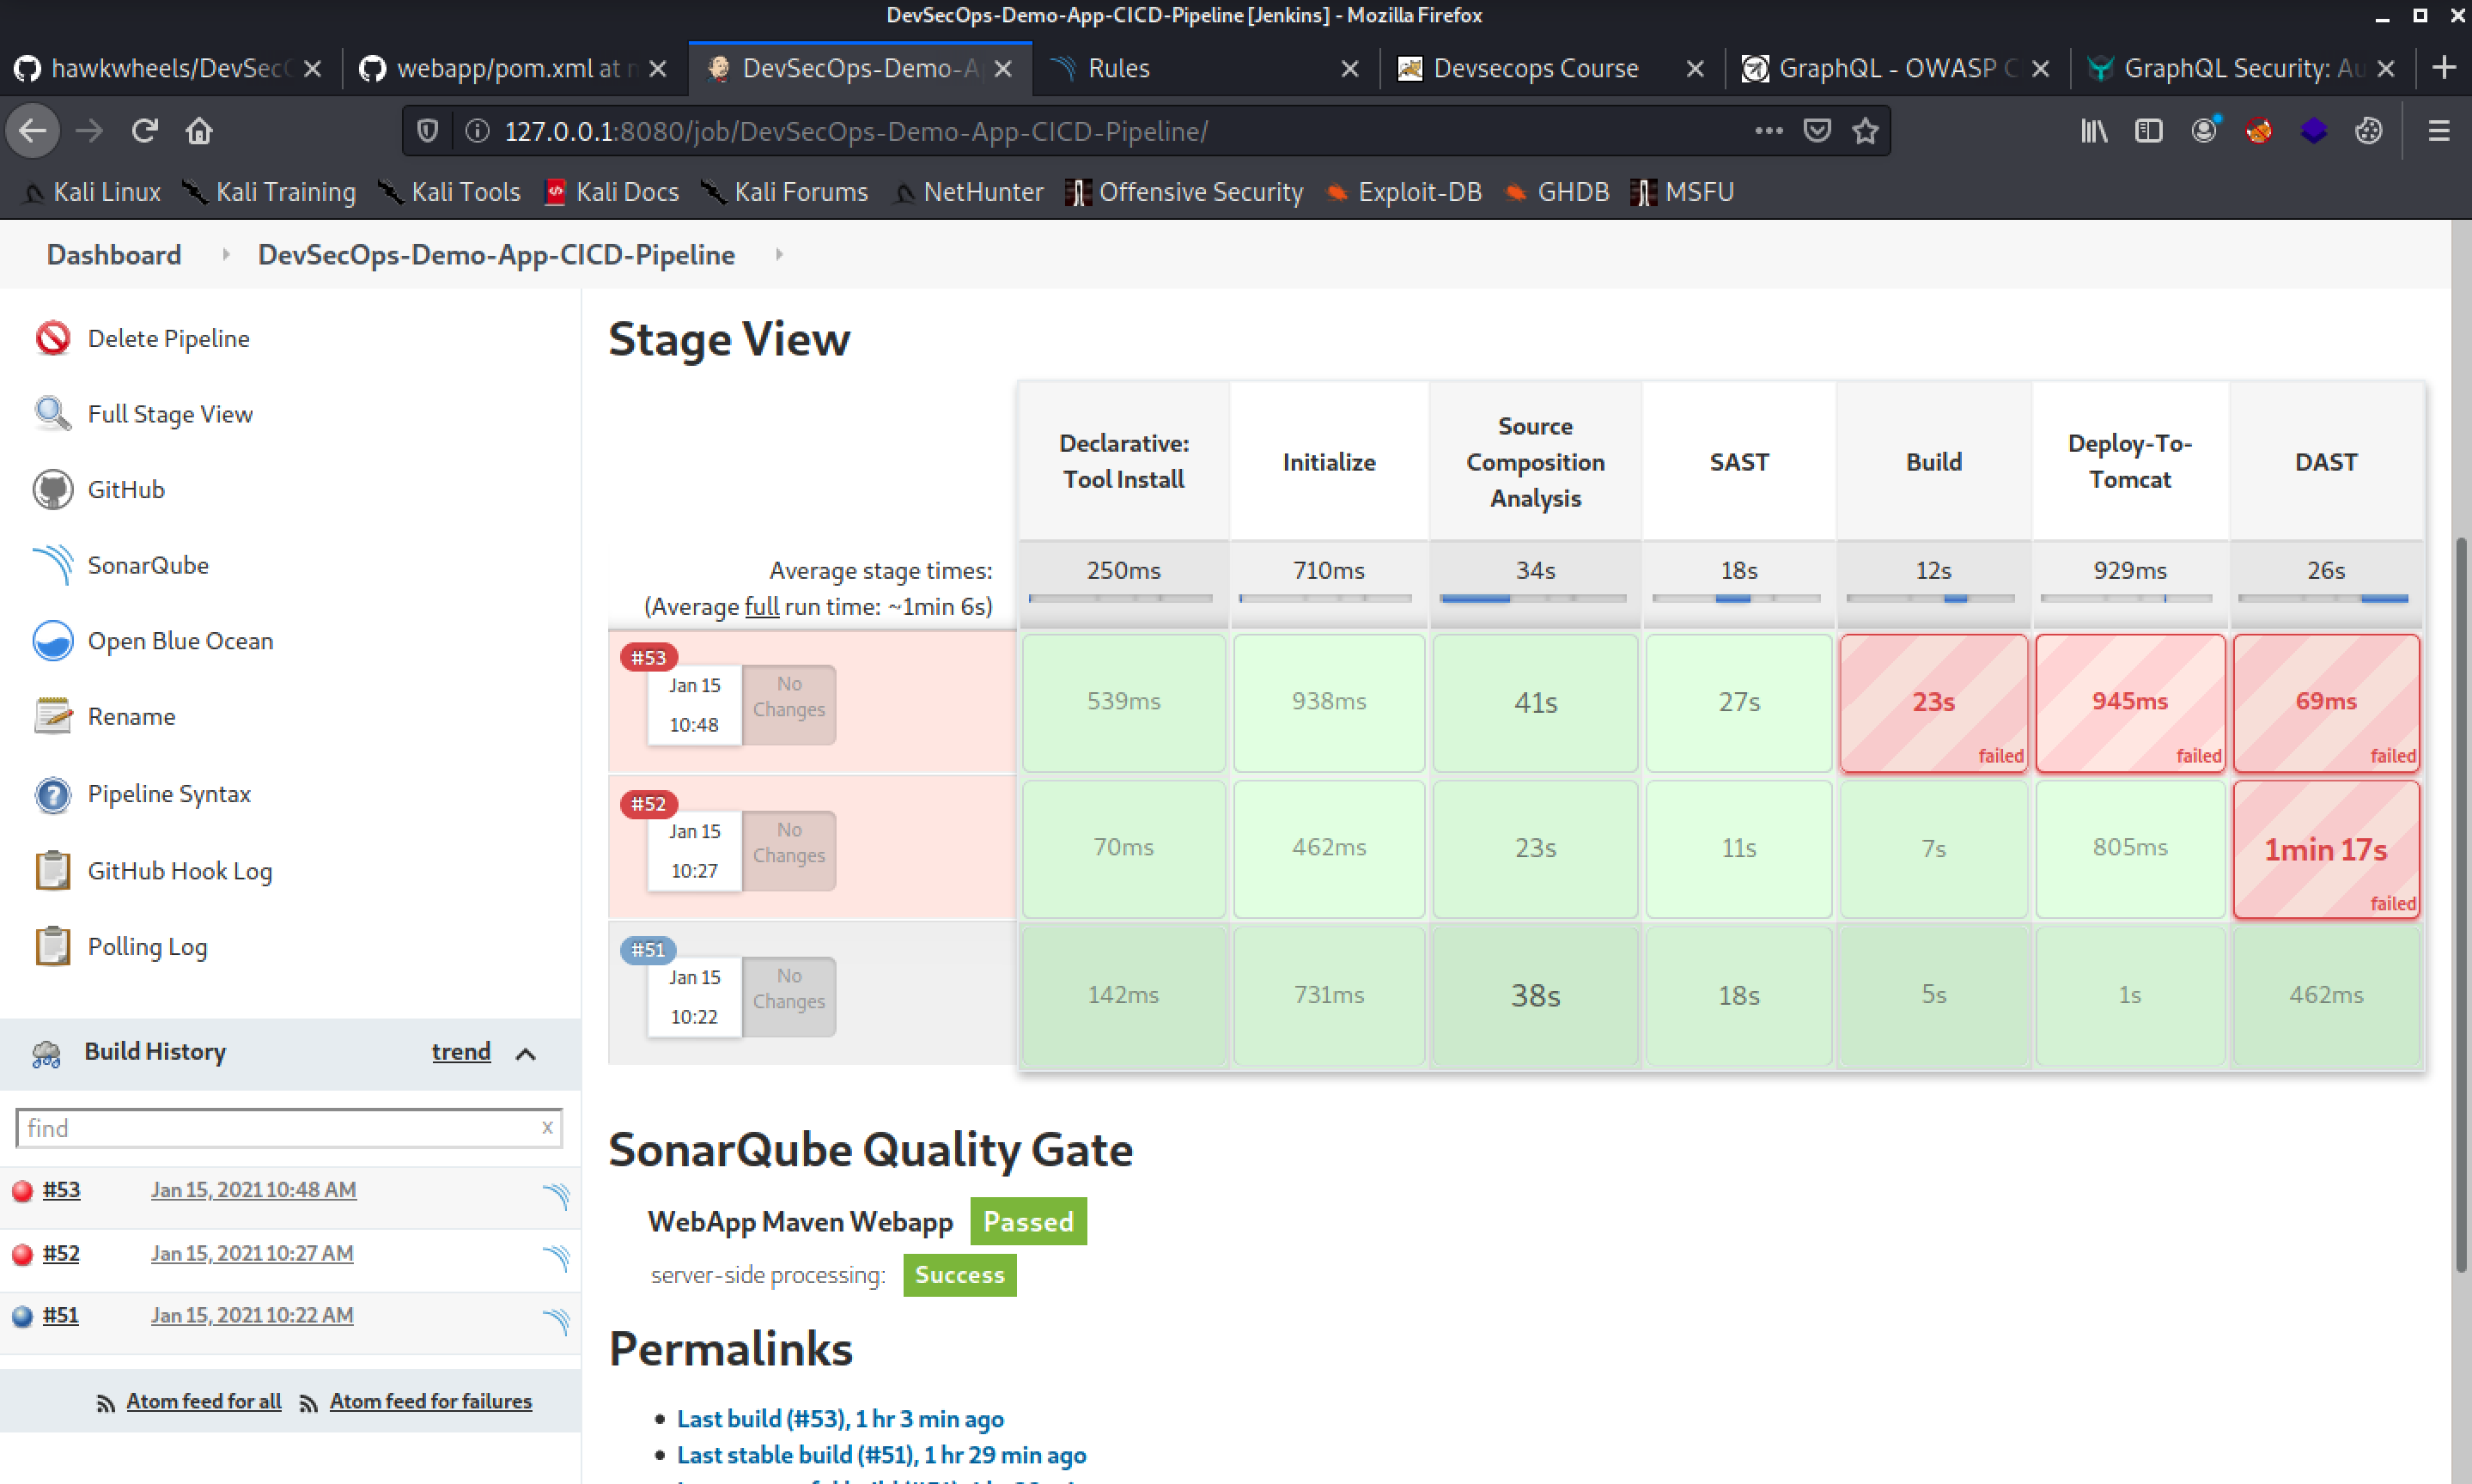 DevSecOps-Demo-App-CICD-Pipeline [Jenkins] - Mozilla Firefox
hawkwheels/DevSecO
webapp/pom.xml at
DevSecOps-Demo-A
Rules
Devsecops Course
GraphQL - OWASP C
GraphQL Security: Au
127.0.0.1:8080/job/DevSecOps-Demo-App-CICD-Pipeline/
Kali Linux Kali Training Kali Tools Kali Docs Kali Forums NetHunter Offensive Security Exploit-DB GHDB MSFU
Dashboard DevSecOps-Demo-App-CICD-Pipeline
Delete Pipeline
Full Stage View
GitHub
SonarQube
Open Blue Ocean
Rename
Pipeline Syntax
GitHub Hook Log
Polling Log
Build History trend
find x
#53 Jan 15, 2021 10:48 AM
#52 Jan 15, 2021 10:27 AM
#51 Jan 15, 2021 10:22 AM
Atom feed for all Atom feed for failures
Stage View
Declarative:
Tool Install
Initialize
Source
Composition
Analysis
SAST
Build
Deploy-To-
Tomcat
DAST
Average stage times:
(Average full run time: ~1min 6s)
250ms 710ms 34s 18s 12s 929ms 26s
#53
Jan 15
10:48
No
Changes
539ms 938ms 41s 27s 23s 945ms 69ms
failed failed failed
#52
Jan 15
10:27
No
Changes
70ms 462ms 23s 11s 7s 805ms 1min 17s
failed
#51
Jan 15
10:22
No
Changes
142ms 731ms 38s 18s 5s 1s 462ms
SonarQube Quality Gate
WebApp Maven Webapp Passed
server-side processing: Success
Permalinks
Last build (#53), 1 hr 3 min ago
Last stable build (#51), 1 hr 29 min ago